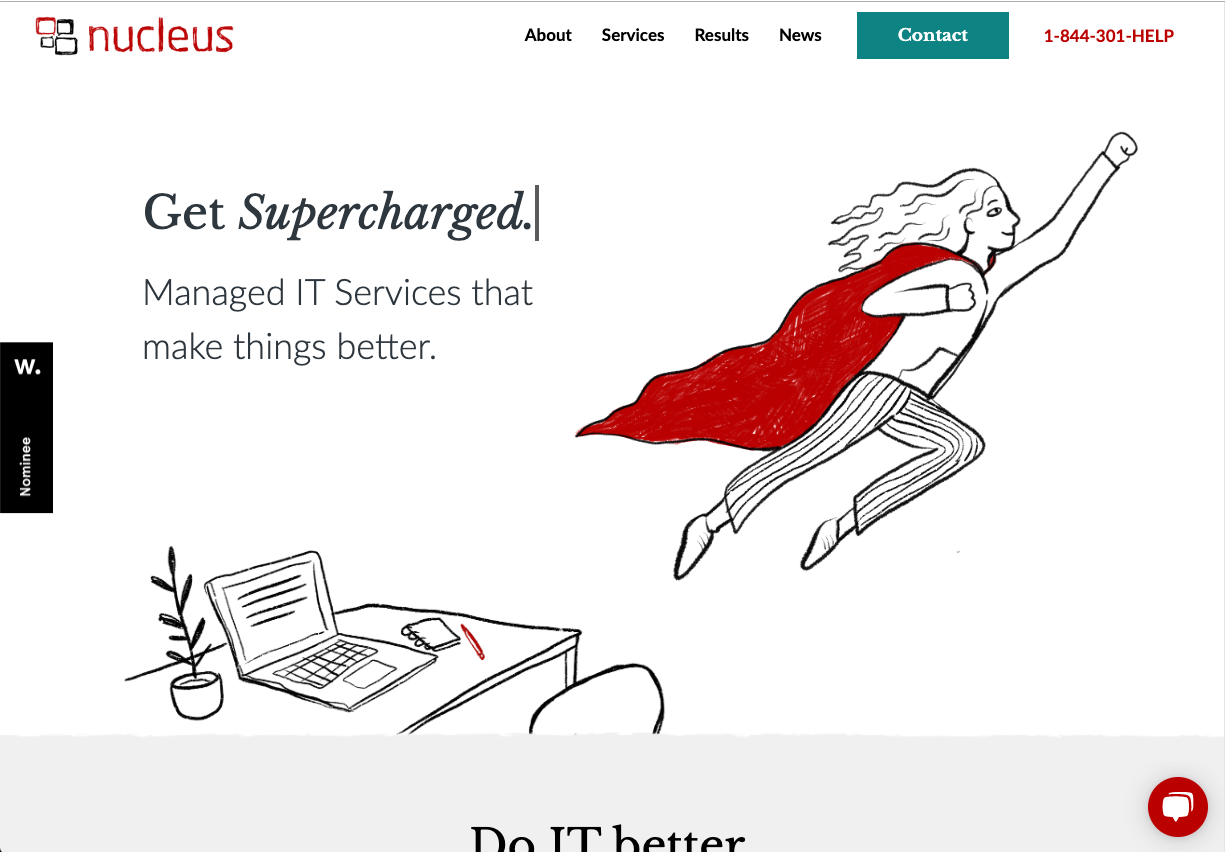 nucleus
About Services Results News Contact 1-844-301-HELP
Get Supercharged.
Managed IT Services that
make things better.
W.
Nominee
Do IT better